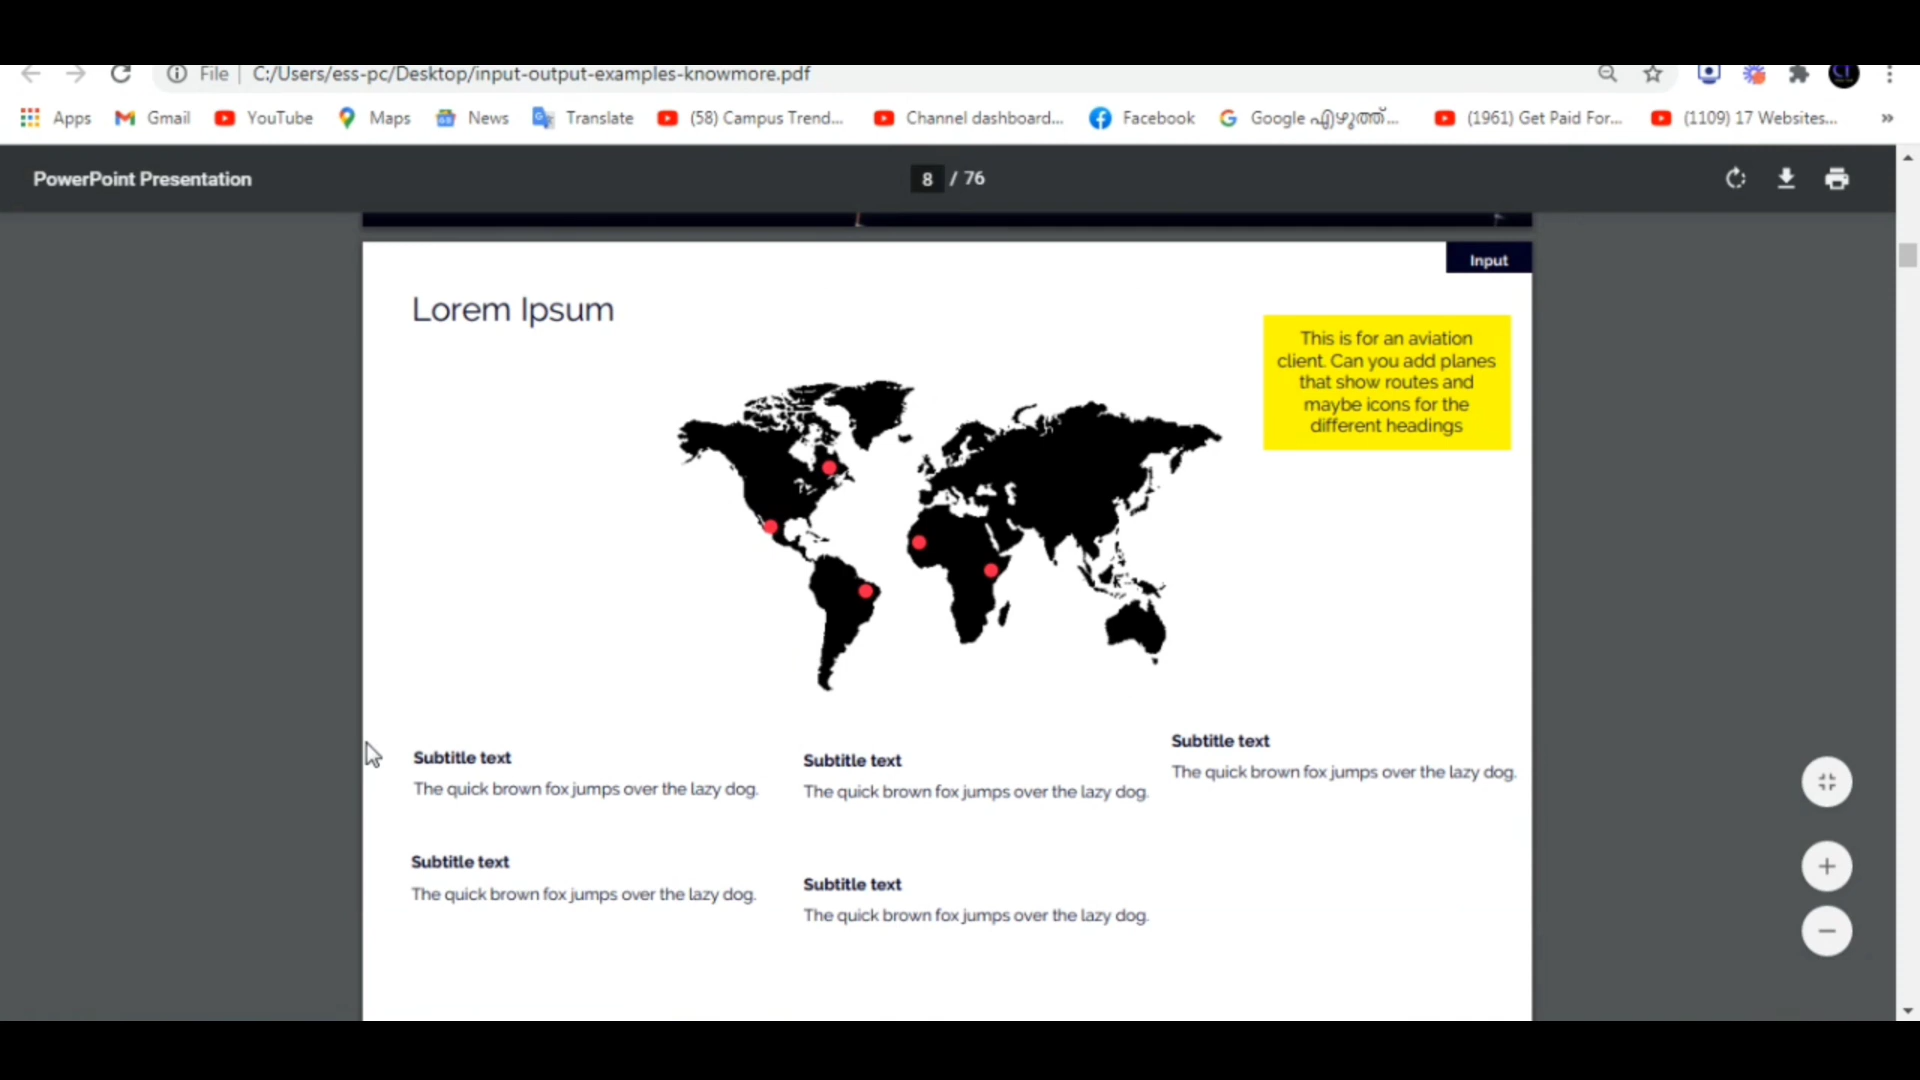 File | C:/Users/ess-pc/Desktop/input-output-examples-knowmore.pdf
Apps Gmail YouTube Maps News Translate (58) Campus Trend... Channel dashboard... Facebook Google എഴുത്ത്... (1961) Get Paid For... (1109) 17 Websites... »
PowerPoint Presentation 8 / 76
Input
Lorem Ipsum
This is for an aviation
client. Can you add planes
that show routes and
maybe icons for the
different headings
Subtitle text
The quick brown fox jumps over the lazy dog.
Subtitle text
The quick brown fox jumps over the lazy dog.
Subtitle text
The quick brown fox jumps over the lazy dog.
Subtitle text
The quick brown fox jumps over the lazy dog.
Subtitle text
The quick brown fox jumps over the lazy dog.